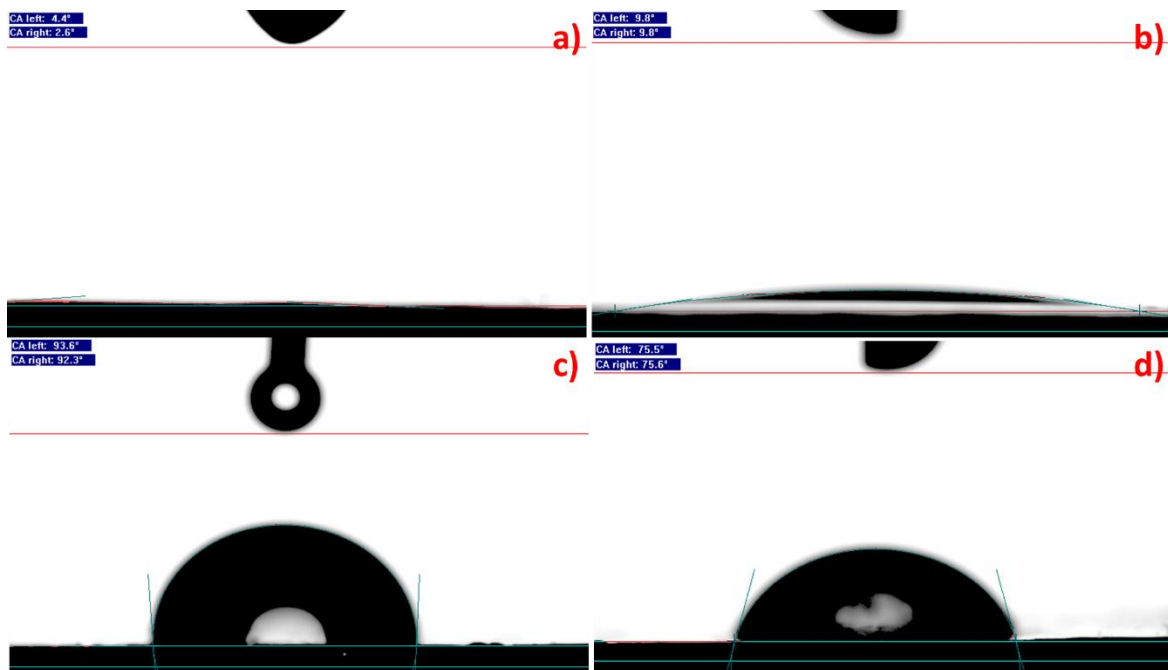 CA left: 4.4°
CA right: 2.6°
a)
CA left: 9.8°
CA right: 9.8°
b)
CA left: 93.6°
CA right: 92.3°
c)
CA left: 75.5°
CA right: 75.6°
d)